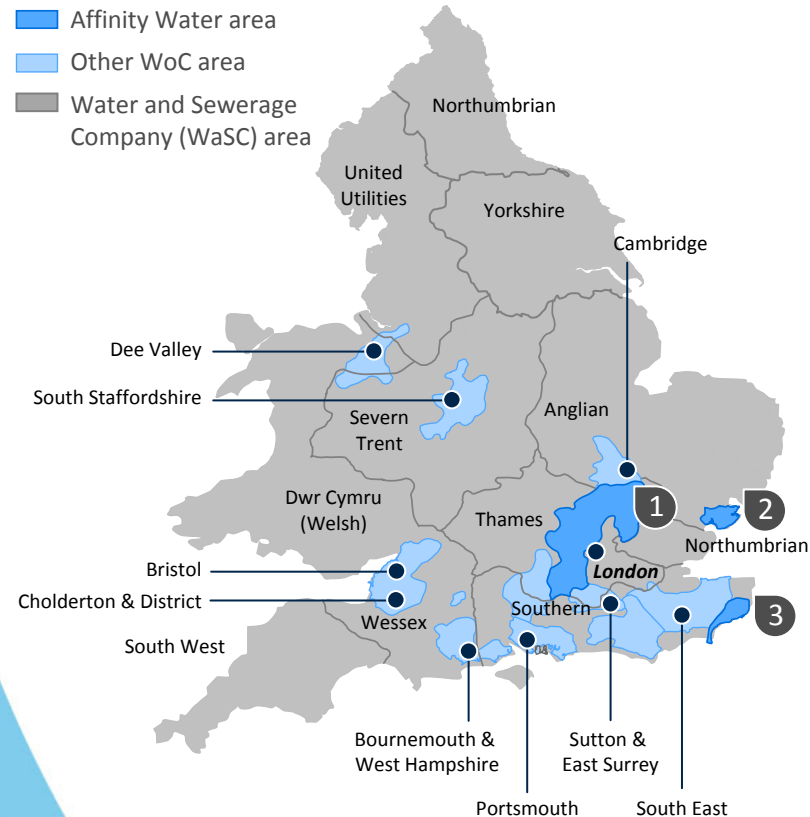 Affinity Water area
Other WoC area
Water and Sewerage
Company (WaSC) area
Northumbrian
United
Utilities
Yorkshire
Cambridge
Dee Valley
South Staffordshire
Severn
Trent
Anglian
Dwr Cymru
(Welsh)
Thames
1
2
Northumbrian
Bristol
London
Cholderton & District
Southern
3
Wessex
South West
Bournemouth &
West Hampshire
Sutton &
East Surrey
Portsmouth
South East